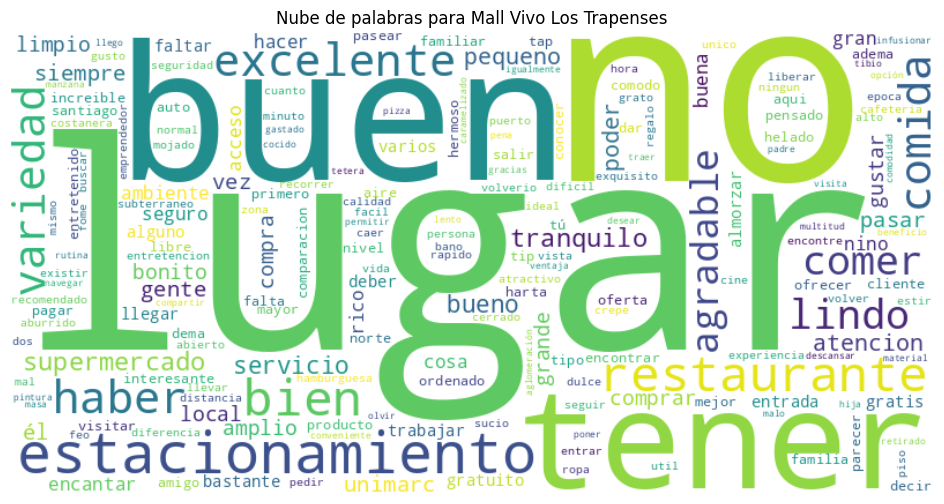 Nube de palabras para Mall Vivo Los Trapenses
limpio
llego
gusto
hacer
pasear
familiar
tap
pequeno
gran
infusionar
unico
adema
tibio
manzana
siempre
faltar
seguridad
excelente
buen
no
igualmente
hora
buena
liberar
ningun
opción
comida
increible
santiago
costanera
emprendedor
auto
normal
mojado
cuanto
minuto
gastado
cocido
acceso
pizza
varios
hermoso
caramelizado
puerto
pena
gracias
salir
conocer
comodo
grato
dar
regalo
traer
poder
exquisito
aqui
pensado
helado
padre
epoca
cafeteria
alto
variedad
entretenido
mismo
fome
buscar
ambiente
subterraneo
seguro
alguno
vez
tetera
recorrer
primero
zona
compra
comparacion
aire
calidad
facil
permitir
caer
nivel
volverio
dificil
lento
persona
bano
rapido
ideal
desear
tú
tip
vista
ventaja
tranquilo
agradable
almorzar
visita
comodidad
gustar
multitud
beneficio
encontre
nino
pasar
rutina
existir
navegar
recomendado
aburrido
pagar
dos
entretencion
libre
bonito
gente
compartir
llegar
dema
abierto
falta
mayor
rico
vida
deber
norte
lugar
atractivo
harta
bueno
cerrado
oferta
crepe
cine
ofrecer
volver
cliente
estir
comer
lindo
atencion
supermercado
interesante
servicio
hamburguesa
cosa
ordenado
aglomeración
grande
tipo
encontrar
dulce
restaurante
experiencia
descansar
material
mal
pintura
masa
haber
llevar
distancia
local
bien
seguir
comprar
mejor
entrada
malo
gratis
hija
parecer
retirado
él
visitar
feo
diferencia
amplio
producto
olvir
conveniente
trabajar
sucio
tener
poner
entrar
ropa
util
familia
piso
decir
estacionamiento
encantar
amigo
bastante
pedir
unimarc
gratuito